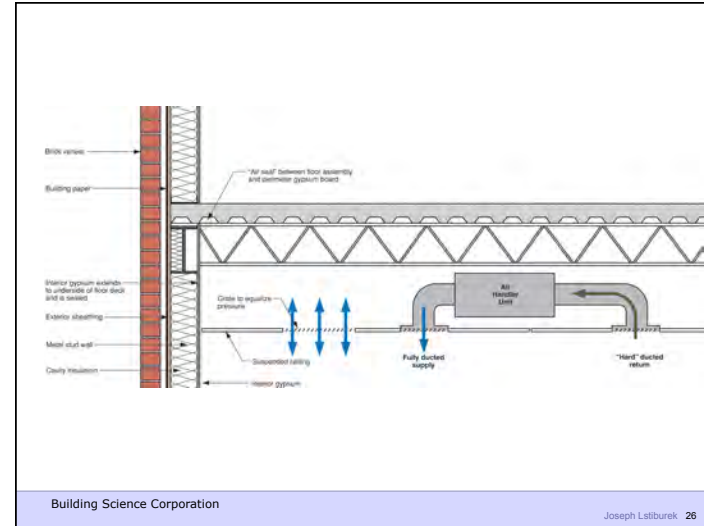 Brick veneer
Building paper
"Air seal" between floor assembly
and perimeter gypsum board
Interior gypsum extends
to underside of floor deck
and is sealed
Exterior sheathing
Metal stud wall
Cavity insulation
Grate to equalize
pressure
Suspended ceiling
Interior gypsum
Air
Handler
Unit
Fully ducted
supply
"Hard" ducted
return
Building Science Corporation
Joseph Lstiburek 26